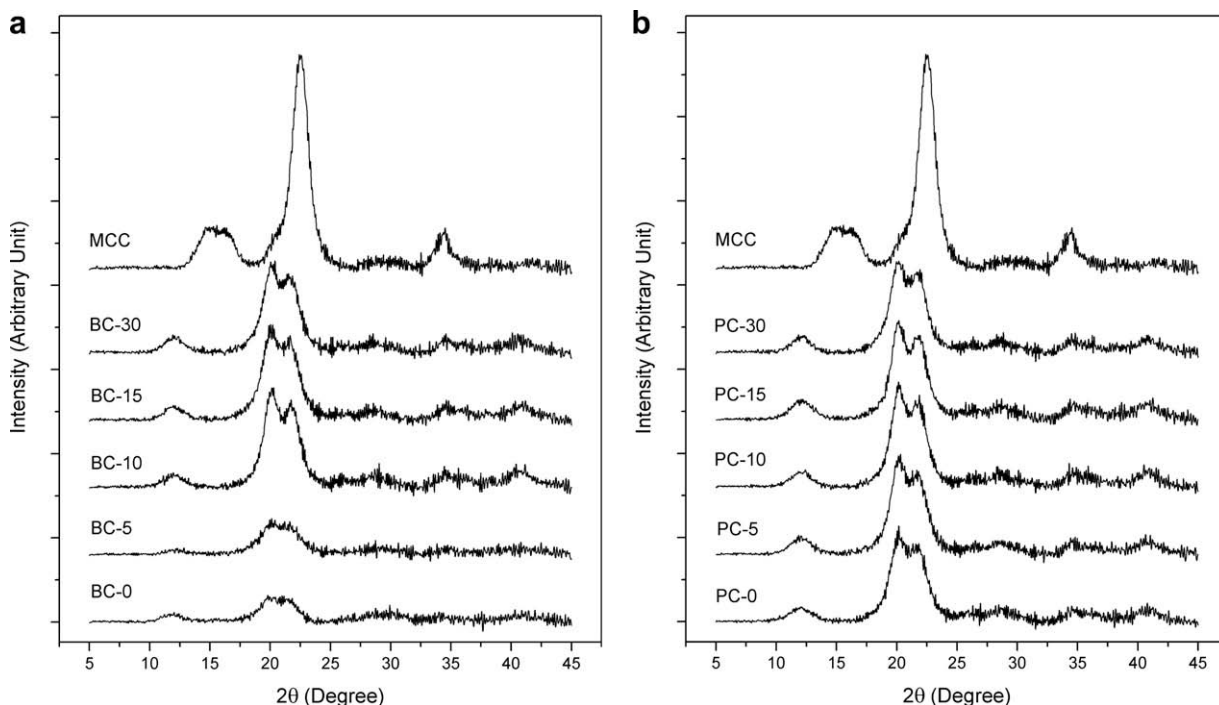 a
Intensity (Arbitrary Unit)
MCC
BC-30
BC-15
BC-10
BC-5
BC-0
5 10 15 20 25 30 35 40 45
2θ (Degree)
b
Intensity (Arbitrary Unit)
MCC
PC-30
PC-15
PC-10
PC-5
PC-0
5 10 15 20 25 30 35 40 45
2θ (Degree)